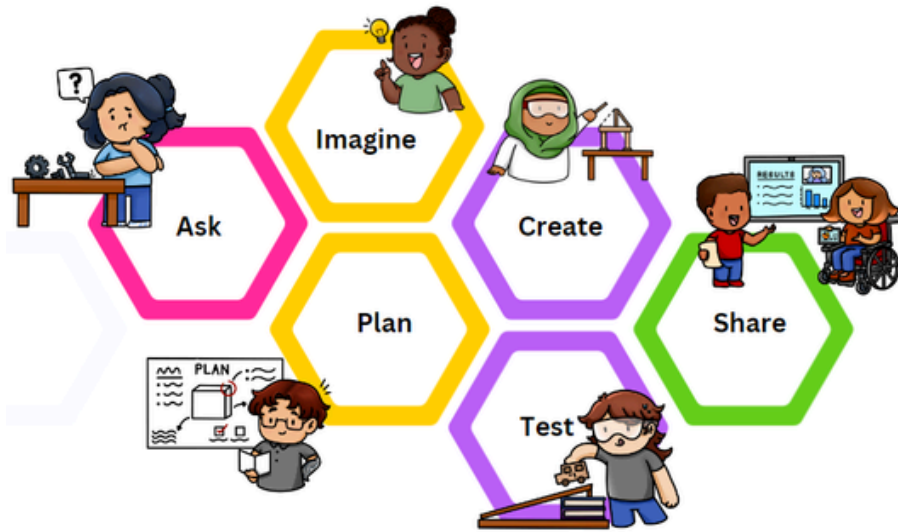 ?
Imagine
Ask
Create
RESULTS
Plan
Share
PLAN
Test